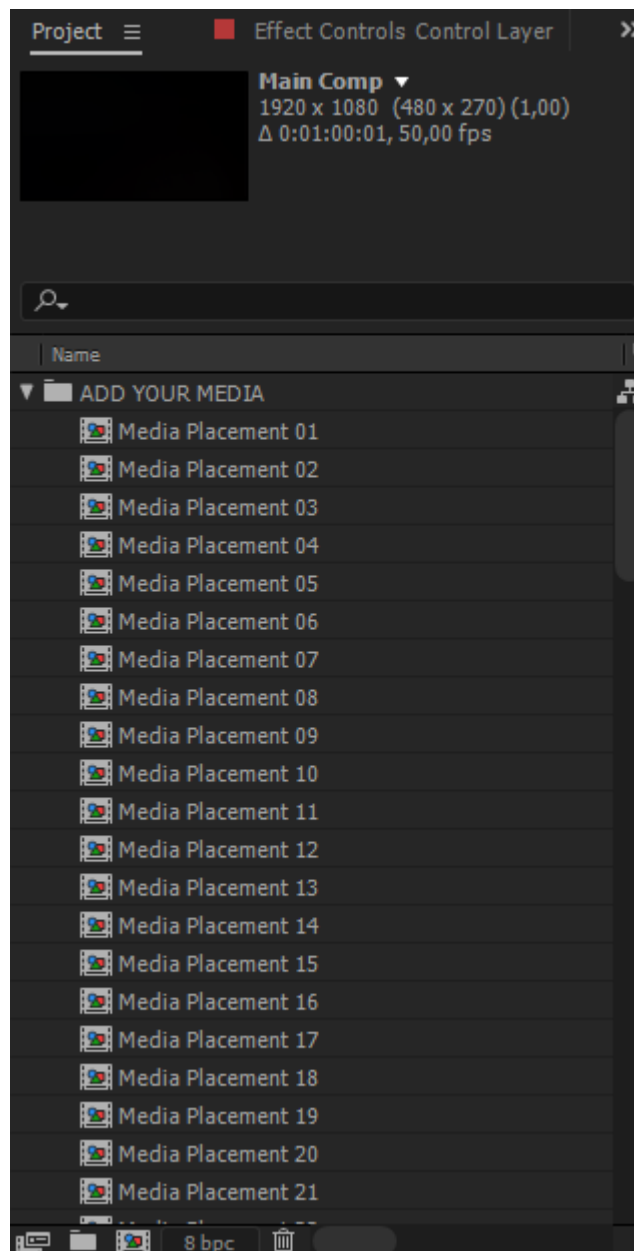 Project Effect Controls Control Layer
Main Comp
1920 x 1080 (480 x 270) (1,00)
Δ 0:01:00:01, 50,00 fps
Name
ADD YOUR MEDIA
Media Placement 01
Media Placement 02
Media Placement 03
Media Placement 04
Media Placement 05
Media Placement 06
Media Placement 07
Media Placement 08
Media Placement 09
Media Placement 10
Media Placement 11
Media Placement 12
Media Placement 13
Media Placement 14
Media Placement 15
Media Placement 16
Media Placement 17
Media Placement 18
Media Placement 19
Media Placement 20
Media Placement 21
8 bpc